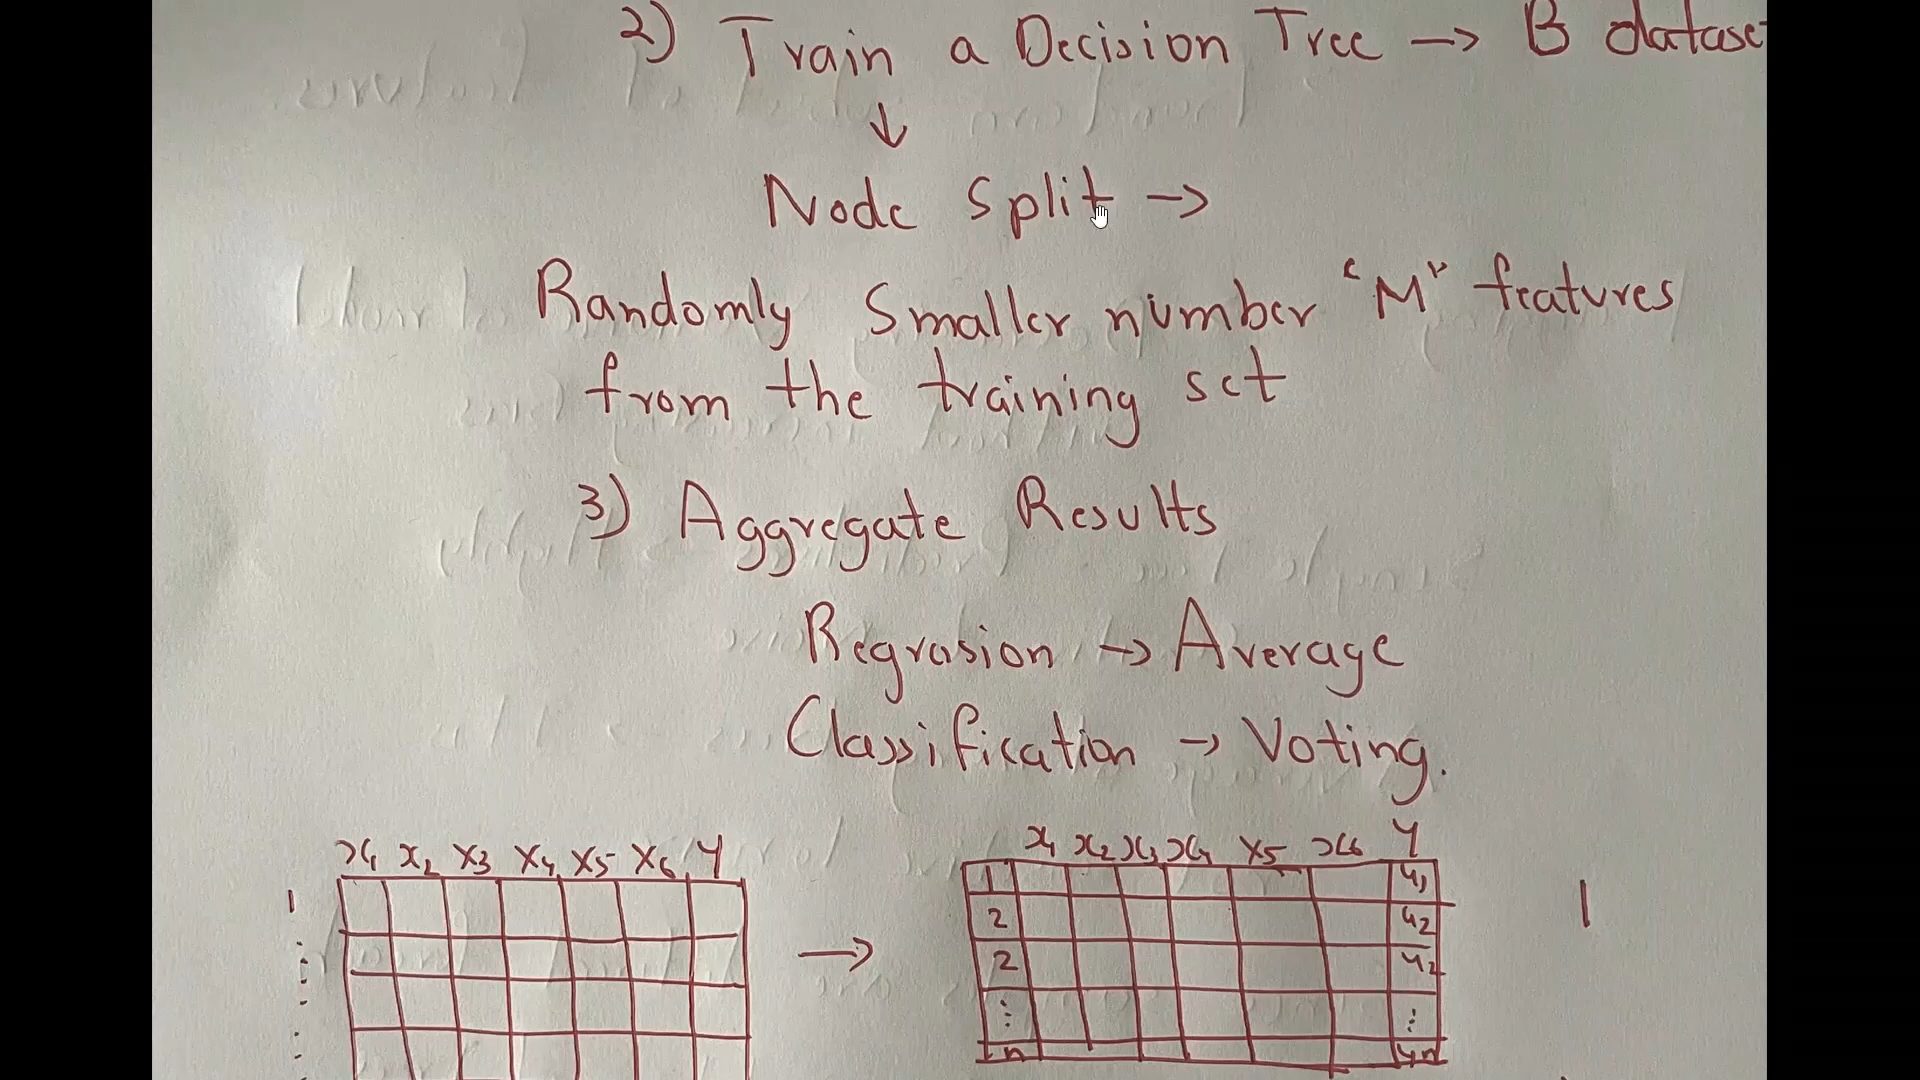 2) Train a Decision Tree → B datase
↓
Node Split →
Randomly Smaller number "M" features
from the training set
3) Aggregate Results
Regrasion → Average
Classification → Voting.
x1 x2 x3 x4 x5 x6 y
1
→
x1 x2 x3 x4 x5 x6 y
1 y1
2 y2
2 y2
⋮ ⋮
n yn
1